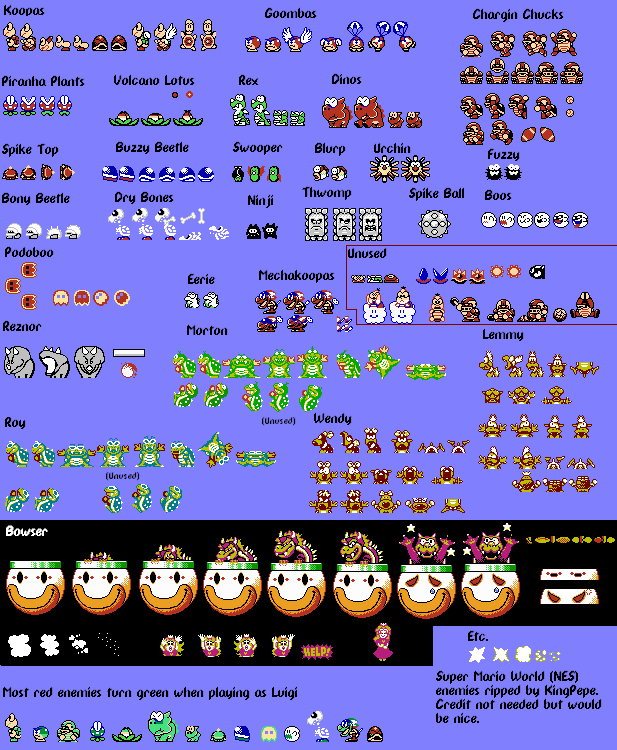 Koopas
Goombas
Chargin Chucks
Piranha Plants
Volcano Lotus
Rex
Dinos
Spike Top
Buzzy Beetle
Swooper
Blurp
Urchin
Fuzzy
Bony Beetle
Dry Bones
Ninji
Thwomp
Spike Ball
Boos
Podoboo
Eerie
Mechakoopas
Unused
Reznor
Morton
Lemmy
(Unused)
Roy
Wendy
(Unused)
Bowser
HELP!
Etc.
Super Mario World (NES)
enemies ripped by KingPepe.
Credit not needed but would
be nice.
Most red enemies turn green when playing as Luigi